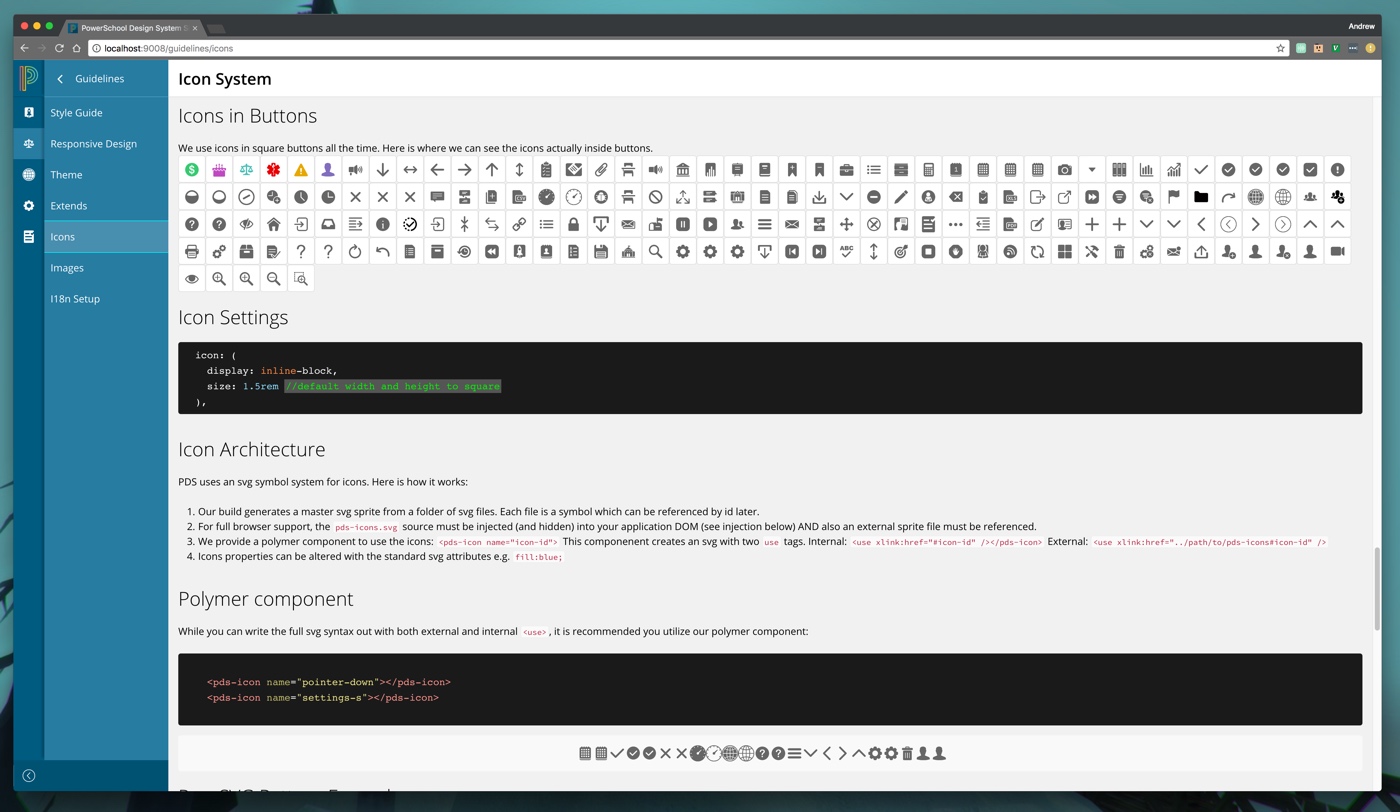 PowerSchool Design System S
Andrew
localhost:9008/guidelines/icons
Guidelines
Icon System
Style Guide
Responsive Design
Theme
Extends
Icons
Images
I18n Setup
Icons in Buttons
We use icons in square buttons all the time. Here is where we can see the icons actually inside buttons.
Icon Settings
icon: (
display: inline-block,
size: 1.5rem //default width and height to square
),
Icon Architecture
PDS uses an svg symbol system for icons. Here is how it works:
1. Our build generates a master svg sprite from a folder of svg files. Each file is a symbol which can be referenced by id later.
2. For full browser support, the pds-icons.svg source must be injected (and hidden) into your application DOM (see injection below) AND also an external sprite file must be referenced.
3. We provide a polymer component to use the icons: <pds-icon name="icon-id"> This componenent creates an svg with two use tags. Internal: <use xlink:href="#icon-id" /></pds-icon> External: <use xlink:href="../path/to/pds-icons#icon-id" />
4. Icons properties can be altered with the standard svg attributes e.g. fill:blue;
Polymer component
While you can write the full svg syntax out with both external and internal <use>, it is recommended you utilize our polymer component:
<pds-icon name="pointer-down"></pds-icon>
<pds-icon name="settings-s"></pds-icon>